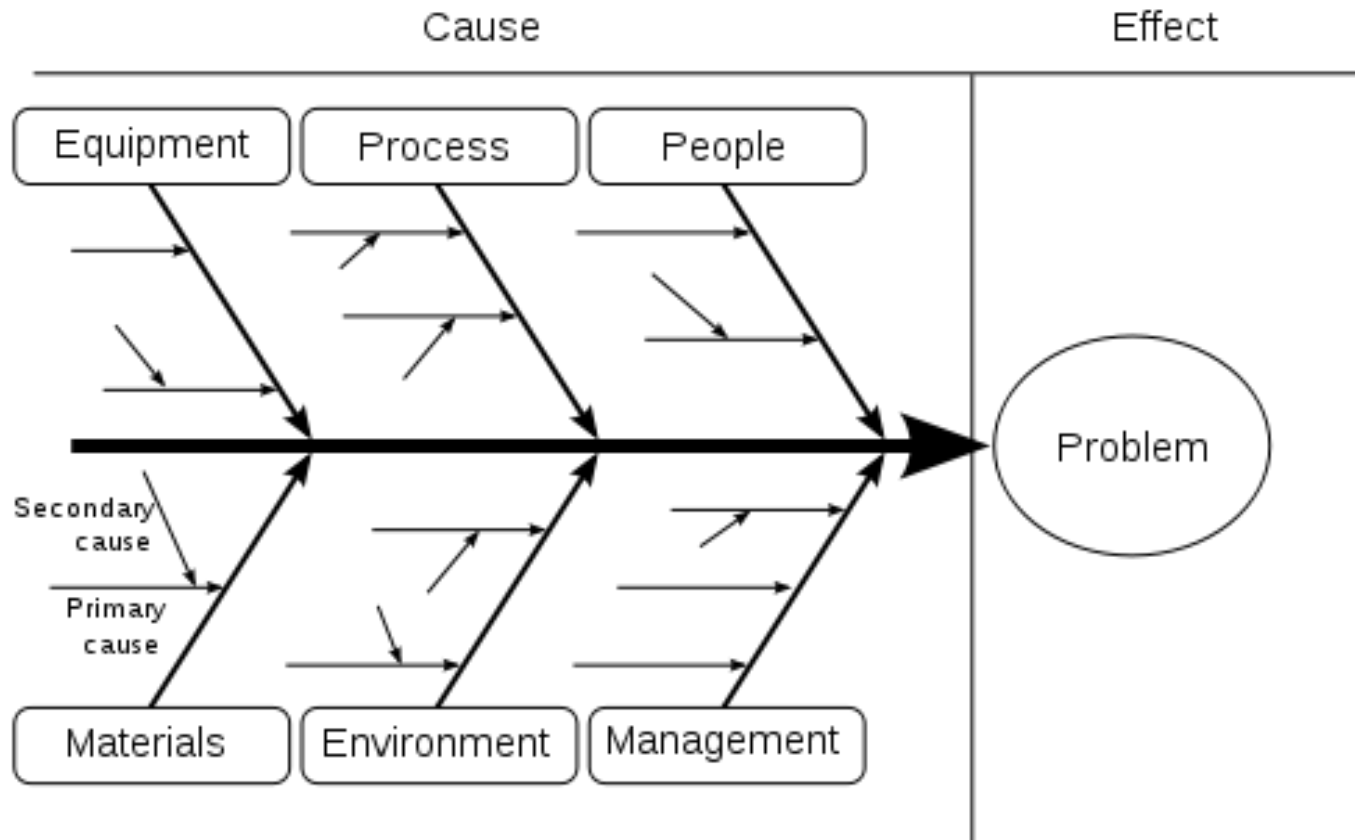 Cause
Effect
Equipment
Process
People
Problem
Secondary
cause
Primary
cause
Materials
Environment
Management